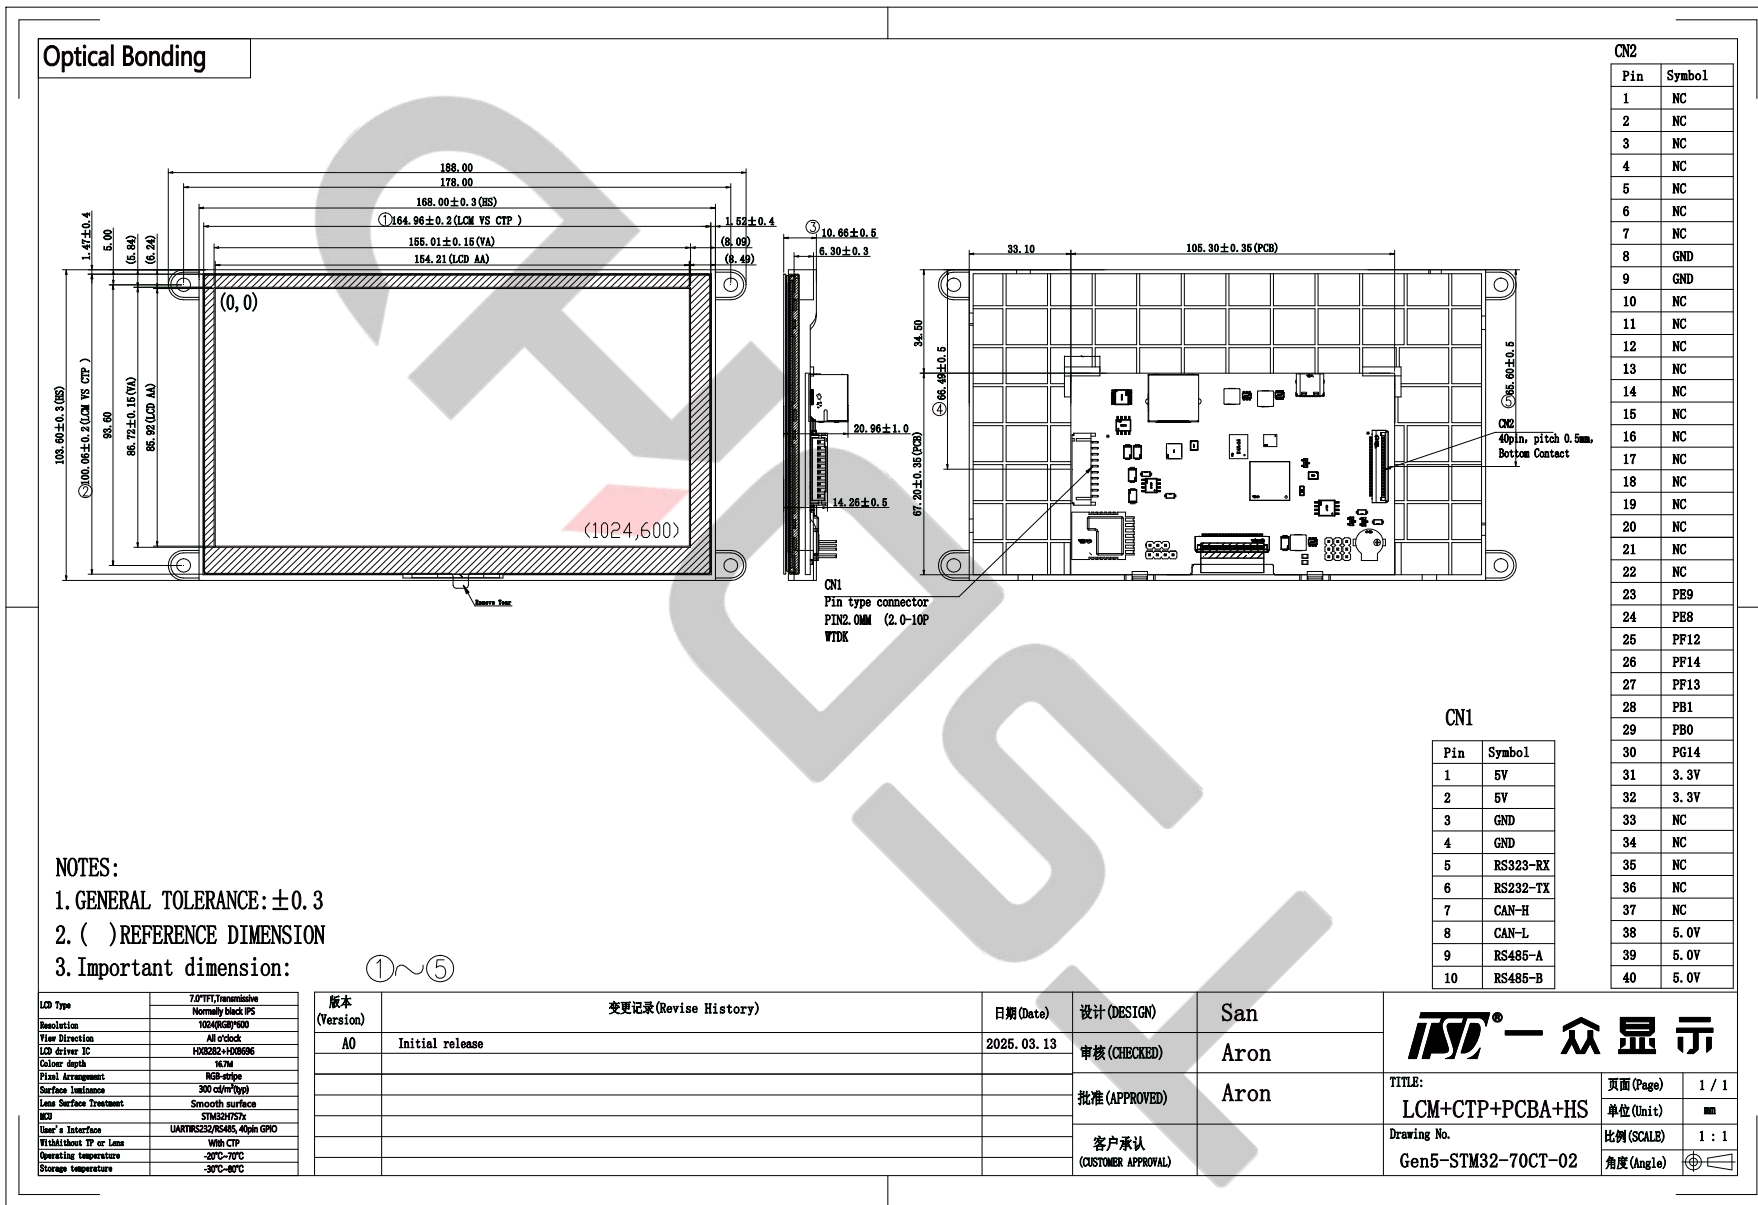 Optical Bonding
188.00
178.00
168.00±0.3(HS)
①164.96±0.2(LCM VS CTP )
1.52±0.4
155.01±0.15(VA)
(8.09)
154.21(LCD AA)
(8.49)
1.47±0.4
5.00
(5.84)
(6.24)
103.60±0.3(HS)
②100.06±0.2(LCM VS CTP )
93.60
86.72±0.15(VA)
85.92(LCD AA)
(0,0)
(1024,600)
Remove Tear
③
10.66±0.5
6.30±0.3
20.96±1.0
14.26±0.5
CN1
Pin type connector
PIN2.0MM (2.0-10P
WTDK
33.10
105.30±0.35(PCB)
34.50
④66.49±0.5
67.20±0.35(PCB)
⑤65.60±0.5
CN2
40pin, pitch 0.5mm,
Bottom Contact
CN2
Pin Symbol
1 NC
2 NC
3 NC
4 NC
5 NC
6 NC
7 NC
8 GND
9 GND
10 NC
11 NC
12 NC
13 NC
14 NC
15 NC
16 NC
17 NC
18 NC
19 NC
20 NC
21 NC
22 NC
23 PE9
24 PE8
25 PF12
26 PF14
27 PF13
28 PB1
29 PB0
30 PG14
31 3.3V
32 3.3V
33 NC
34 NC
35 NC
36 NC
37 NC
38 5.0V
39 5.0V
40 5.0V
CN1
Pin Symbol
1 5V
2 5V
3 GND
4 GND
5 RS323-RX
6 RS232-TX
7 CAN-H
8 CAN-L
9 RS485-A
10 RS485-B
NOTES:
1.GENERAL TOLERANCE:±0.3
2.( )REFERENCE DIMENSION
3.Important dimension: ①~⑤
LCD Type 7.0"TFT,Transmissive
Normally black IPS
Resolution 1024(RGB)*600
View Direction All o'clock
LCD driver IC HX8282+HX8696
Coloer depth 16.7M
Pixel Arrangement RGB-stripe
Surface luminance 300 cd/m²(typ)
Lens Surface Treatment Smooth surface
MCU STM32H7S7x
User's Interface UART/RS232/RS485, 40pin GPIO
With/Without TP or Lens With CTP
Operating temperature -20℃~70℃
Storage temperature -30℃~80℃
版本
(Version)
变更记录(Revise History)
日期(Date)
A0 Initial release 2025.03.13
设计(DESIGN) San
审核(CHECKED) Aron
批准(APPROVED) Aron
客户承认
(CUSTOMER APPROVAL)
TSD® 一众显示
TITLE:
LCM+CTP+PCBA+HS
Drawing No.
Gen5-STM32-70CT-02
页面(Page) 1 / 1
单位(Unit) mm
比例(SCALE) 1 : 1
角度(Angle)